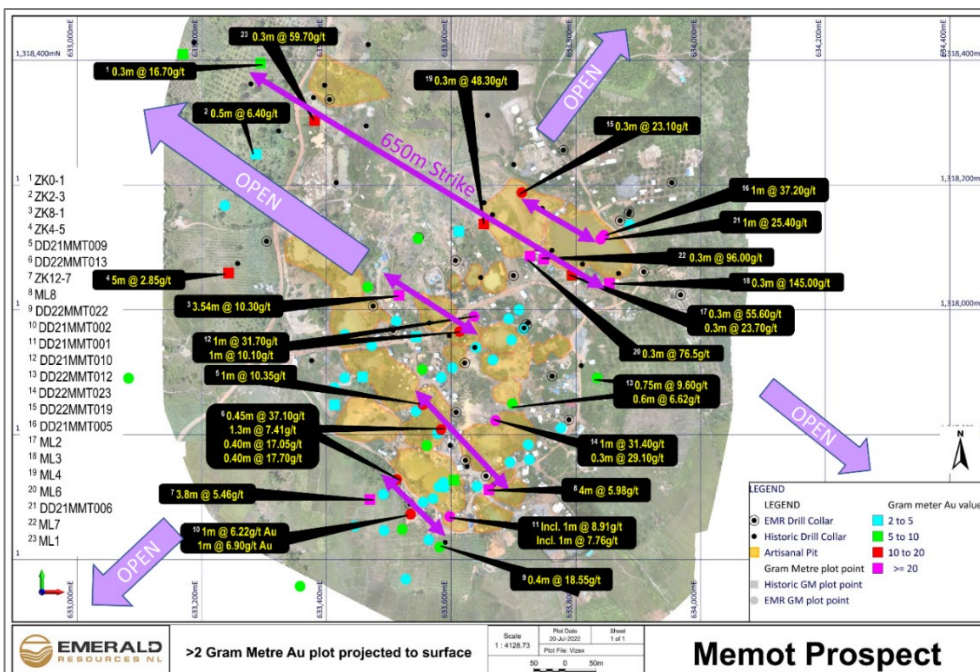 633,000mE
633,200mE
633,400mE
633,600mE
633,800mE
634,200mE
634,400mE
1,318,400mN
1,318,400mN
23 0.3m @ 59.70g/t
1 0.3m @ 16.70g/t
19 0.3m @ 48.30g/t
OPEN
2 0.5m @ 6.40g/t
15 0.3m @ 23.10g/t
650m Strike
OPEN
1,318,200mN
16 1m @ 37.20g/t
21 1m @ 25.40g/t
22 0.3m @ 96.00g/t
4 5m @ 2.85g/t
18 0.3m @ 145.00g/t
3 3.54m @ 10.30g/t
1,318,000mN
17 0.3m @ 55.60g/t
0.3m @ 23.70g/t
12 1m @ 31.70g/t
1m @ 10.10g/t
20 0.3m @ 76.5g/t
5 1m @ 10.35g/t
13 0.75m @ 9.60g/t
0.6m @ 6.62g/t
6 0.45m @ 37.10g/t
1.3m @ 7.41g/t
0.40m @ 17.05g/t
0.40m @ 17.70g/t
14 1m @ 31.40g/t
0.3m @ 29.10g/t
OPEN
N
7 3.8m @ 5.46g/t
8 4m @ 5.98g/t
10 1m @ 6.22g/t Au
1m @ 6.90g/t Au
11 Incl. 1m @ 8.91g/t
Incl. 1m @ 7.76g/t
9 0.4m @ 18.55g/t
OPEN
1 ZK0-1
2 ZK2-3
3 ZK8-1
4 ZK4-5
5 DD21MMT009
6 DD22MMT013
7 ZK12-7
8 ML8
9 DD22MMT022
10 DD21MMT002
11 DD21MMT001
12 DD21MMT010
13 DD22MMT012
14 DD22MMT023
15 DD22MMT019
16 DD21MMT005
17 ML2
18 ML3
19 ML4
20 ML6
21 DD21MMT006
22 ML7
23 ML1
LEGEND
LEGEND
EMR Drill Collar
Historic Drill Collar
Artisanal Pit
Gram Metre plot point
Historic GM plot point
EMR GM plot point
Gram meter Au value
2 to 5
5 to 10
10 to 20
>= 20
633,000mE
633,200mE
633,400mE
633,600mE
633,800mE
EMERALD
RESOURCES NL
>2 Gram Metre Au plot projected to surface
Scale
1 : 4128.73
Plot Date
20-Jul-2022
Sheet
1 of 1
Plot File: Vizex
50 0 50m
Memot Prospect